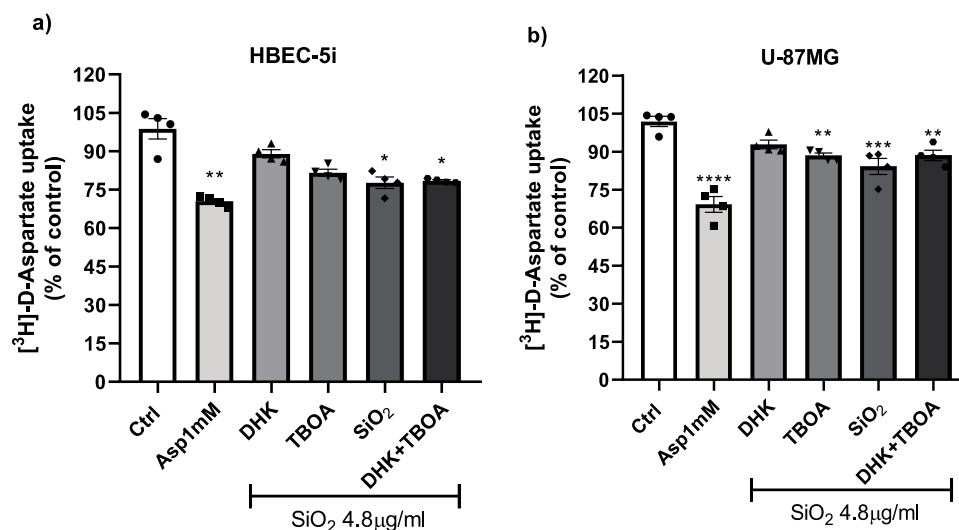 a)
HBEC-5i
[³H]-D-Aspartate uptake
(% of control)
120
105
90
75
60
45
30
15
0
**
*
*
Ctrl
Asp1mM
DHK
TBOA
SiO₂
DHK+TBOA
SiO₂ 4.8µg/ml
b)
U-87MG
[³H]-D-Aspartate uptake
(% of control)
120
105
90
75
60
45
30
15
0
****
**
***
**
Ctrl
Asp1mM
DHK
TBOA
SiO₂
DHK+TBOA
SiO₂ 4.8µg/ml